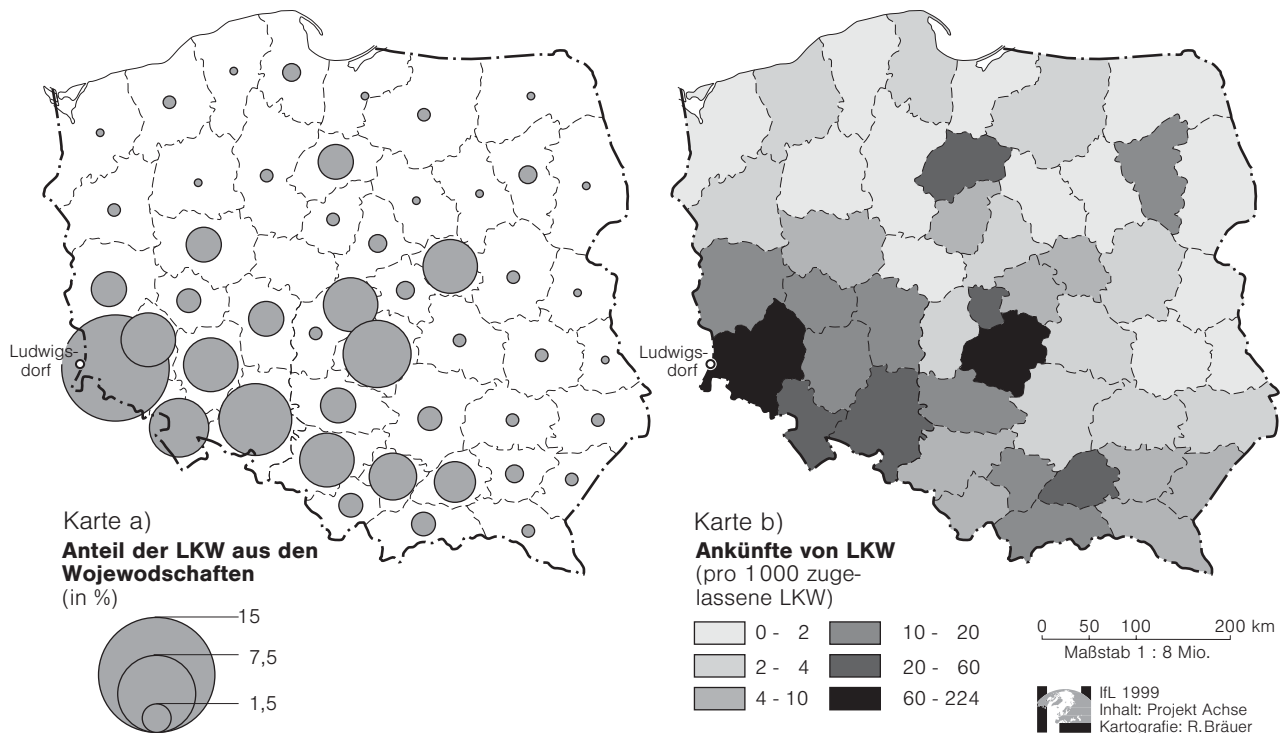 Ludwigs-
dorf
Karte a)
Anteil der LKW aus den
Wojewodschaften
(in %)
15
7,5
1,5
Ludwigs-
dorf
Karte b)
Ankünfte von LKW
(pro 1000 zuge-
lassene LKW)
0 - 2
10 - 20
2 - 4
20 - 60
4 - 10
60 - 224
0 50 100 200 km
Maßstab 1 : 8 Mio.
IfL 1999
Inhalt: Projekt Achse
Kartografie: R.Bräuer